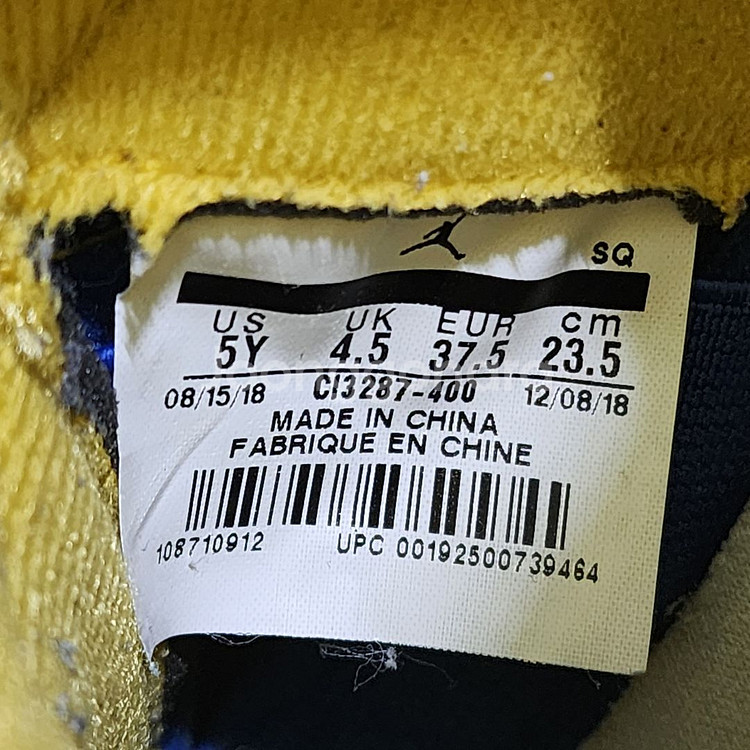 SQ
US UK EUR cm
5Y 4.5 37.5 23.5
08/15/18 CI3287-400 12/08/18
MADE IN CHINA
FABRIQUE EN CHINE
108710912 UPC 00192500739464